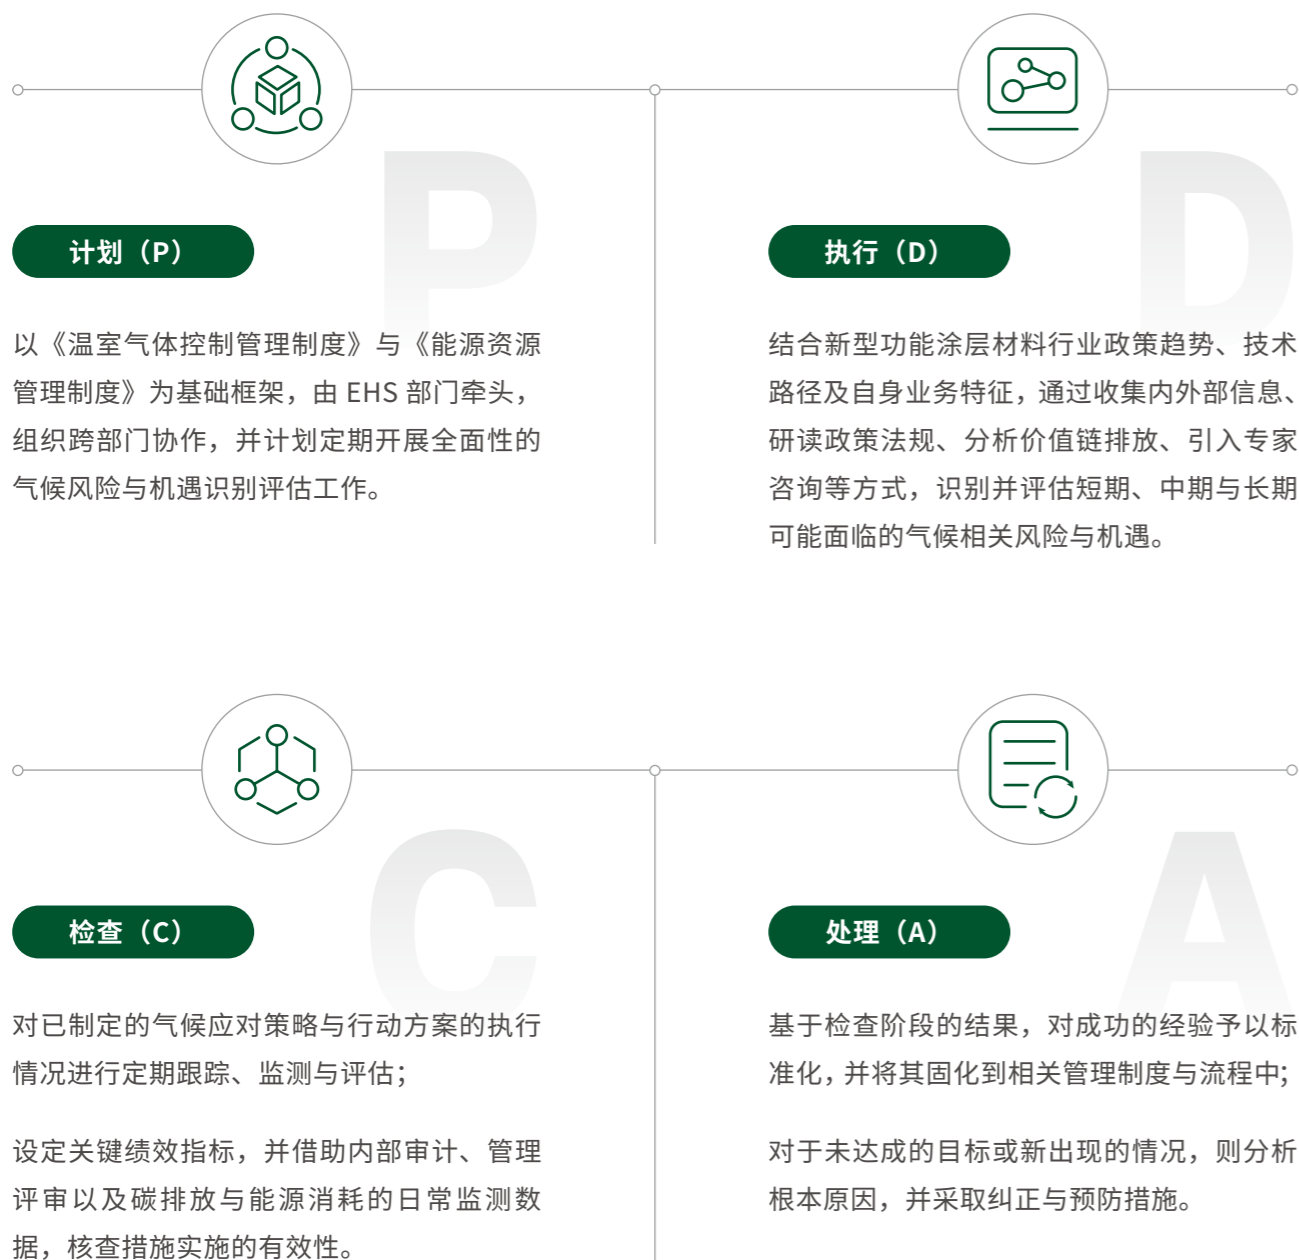 P
计划（P）
以《温室气体控制管理制度》与《能源资源
管理制度》为基础框架，由 EHS 部门牵头，
组织跨部门协作，并计划定期开展全面性的
气候风险与机遇识别评估工作。
D
执行（D）
结合新型功能涂层材料行业政策趋势、技术
路径及自身业务特征，通过收集内外部信息、
研读政策法规、分析价值链排放、引入专家
咨询等方式，识别并评估短期、中期与长期
可能面临的气候相关风险与机遇。
C
检查（C）
对已制定的气候应对策略与行动方案的执行
情况进行定期跟踪、监测与评估；
设定关键绩效指标，并借助内部审计、管理
评审以及碳排放与能源消耗的日常监测数
据，核查措施实施的有效性。
A
处理（A）
基于检查阶段的结果，对成功的经验予以标
准化，并将其固化到相关管理制度与流程中；
对于未达成的目标或新出现的情况，则分析
根本原因，并采取纠正与预防措施。